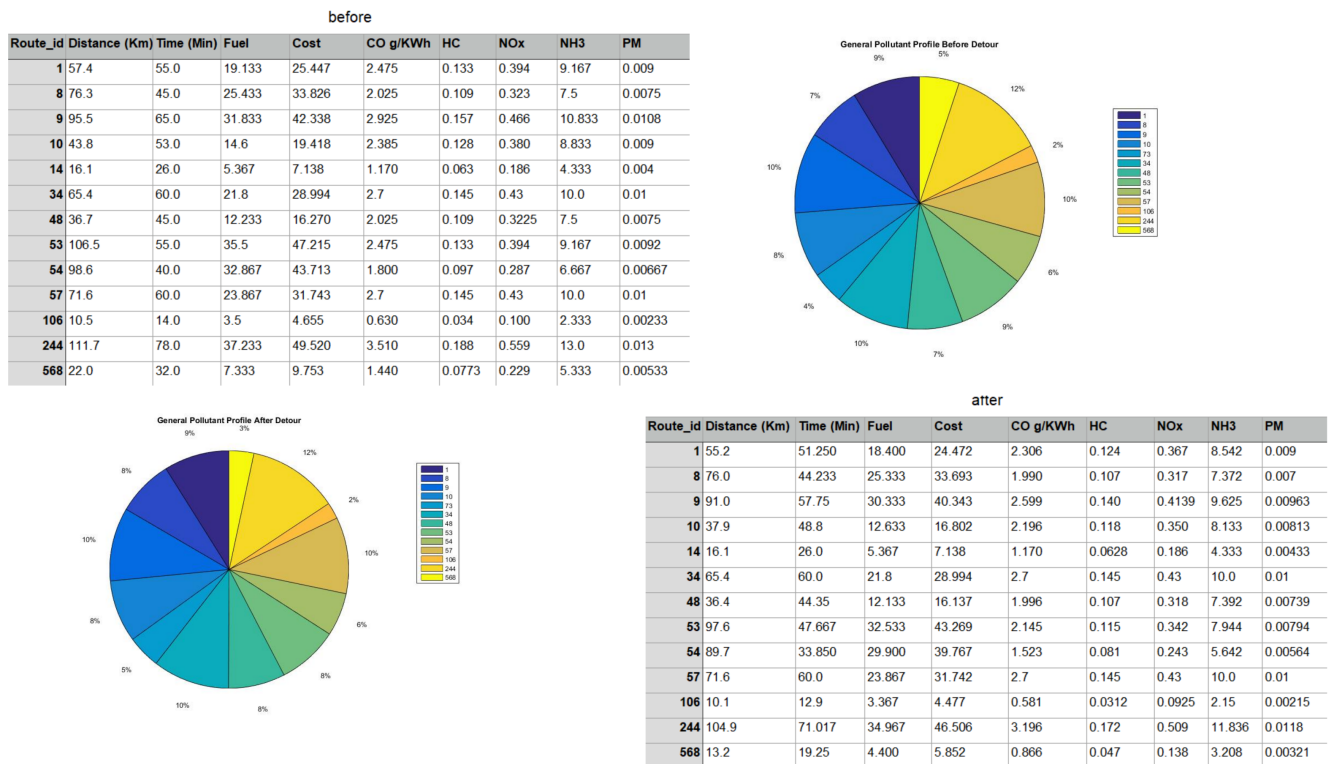 before
Route_id Distance (Km) Time (Min) Fuel Cost CO g/KWh HC NOx NH3 PM
1 57.4 55.0 19.133 25.447 2.475 0.133 0.394 9.167 0.009
8 76.3 45.0 25.433 33.826 2.025 0.109 0.323 7.5 0.0075
9 95.5 65.0 31.833 42.338 2.925 0.157 0.466 10.833 0.0108
10 43.8 53.0 14.6 19.418 2.385 0.128 0.380 8.833 0.009
14 16.1 26.0 5.367 7.138 1.170 0.063 0.186 4.333 0.004
34 65.4 60.0 21.8 28.994 2.7 0.145 0.43 10.0 0.01
48 36.7 45.0 12.233 16.270 2.025 0.109 0.3225 7.5 0.0075
53 106.5 55.0 35.5 47.215 2.475 0.133 0.394 9.167 0.0092
54 98.6 40.0 32.867 43.713 1.800 0.097 0.287 6.667 0.00667
57 71.6 60.0 23.867 31.743 2.7 0.145 0.43 10.0 0.01
106 10.5 14.0 3.5 4.655 0.630 0.034 0.100 2.333 0.00233
244 111.7 78.0 37.233 49.520 3.510 0.188 0.559 13.0 0.013
568 22.0 32.0 7.333 9.753 1.440 0.0773 0.229 5.333 0.00533
General Pollutant Profile Before Detour
9%
5%
12%
7%
2%
10%
10%
8%
6%
4%
9%
10%
7%
1
8
9
10
73
34
48
53
54
57
106
244
568
General Pollutant Profile After Detour
9%
3%
12%
8%
2%
10%
10%
8%
6%
5%
8%
10%
8%
1
8
9
10
73
34
48
53
54
57
106
244
568
after
Route_id Distance (Km) Time (Min) Fuel Cost CO g/KWh HC NOx NH3 PM
1 55.2 51.250 18.400 24.472 2.306 0.124 0.367 8.542 0.009
8 76.0 44.233 25.333 33.693 1.990 0.107 0.317 7.372 0.007
9 91.0 57.75 30.333 40.343 2.599 0.140 0.4139 9.625 0.00963
10 37.9 48.8 12.633 16.802 2.196 0.118 0.350 8.133 0.00813
14 16.1 26.0 5.367 7.138 1.170 0.0628 0.186 4.333 0.00433
34 65.4 60.0 21.8 28.994 2.7 0.145 0.43 10.0 0.01
48 36.4 44.35 12.133 16.137 1.996 0.107 0.318 7.392 0.00739
53 97.6 47.667 32.533 43.269 2.145 0.115 0.342 7.944 0.00794
54 89.7 33.850 29.900 39.767 1.523 0.081 0.243 5.642 0.00564
57 71.6 60.0 23.867 31.742 2.7 0.145 0.43 10.0 0.01
106 10.1 12.9 3.367 4.477 0.581 0.0312 0.0925 2.15 0.00215
244 104.9 71.017 34.967 46.506 3.196 0.172 0.509 11.836 0.0118
568 13.2 19.25 4.400 5.852 0.866 0.047 0.138 3.208 0.00321